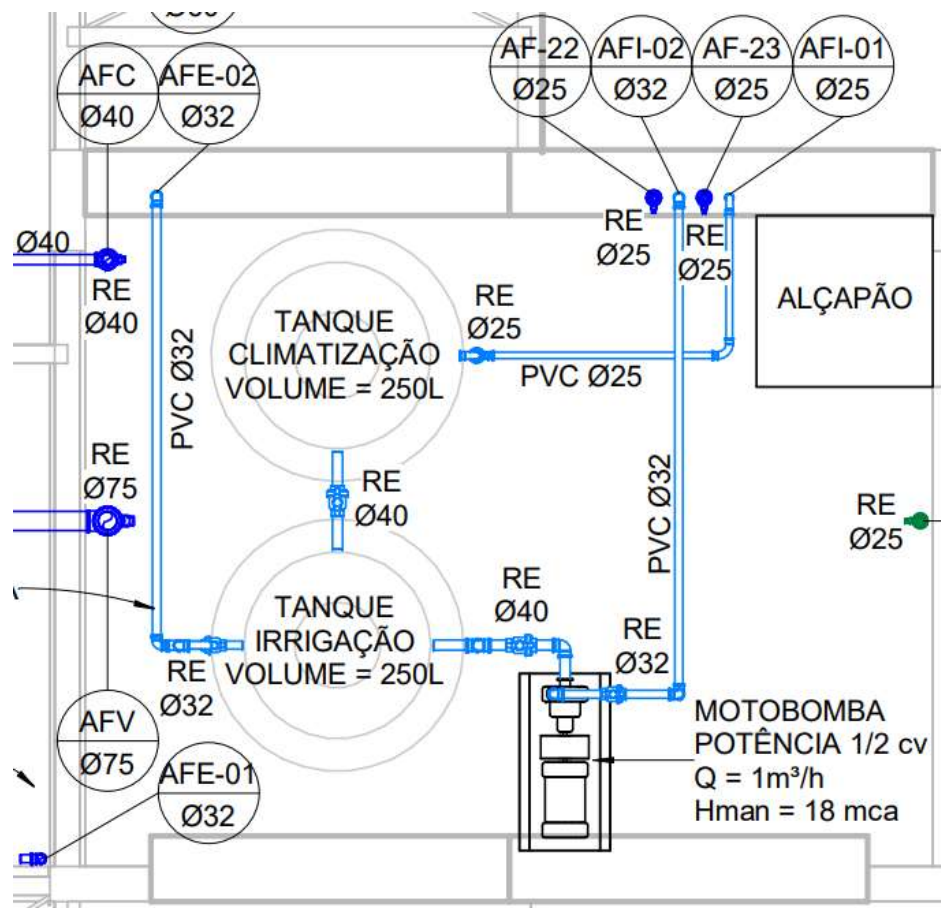 AFC
Ø40
AFE-02
Ø32
AF-22
Ø25
AFI-02
Ø32
AF-23
Ø25
AFI-01
Ø25
Ø40
RE
Ø40
PVC Ø32
TANQUE
CLIMATIZAÇÃO
VOLUME = 250L
RE
Ø25
PVC Ø25
RE
Ø25
RE
Ø25
ALÇAPÃO
RE
Ø75
RE
Ø40
PVC Ø32
RE
Ø25
TANQUE
IRRIGAÇÃO
VOLUME = 250L
RE
Ø32
RE
Ø40
RE
Ø32
AFV
Ø75
AFE-01
Ø32
MOTOBOMBA
POTÊNCIA 1/2 cv
Q = 1m³/h
Hman = 18 mca